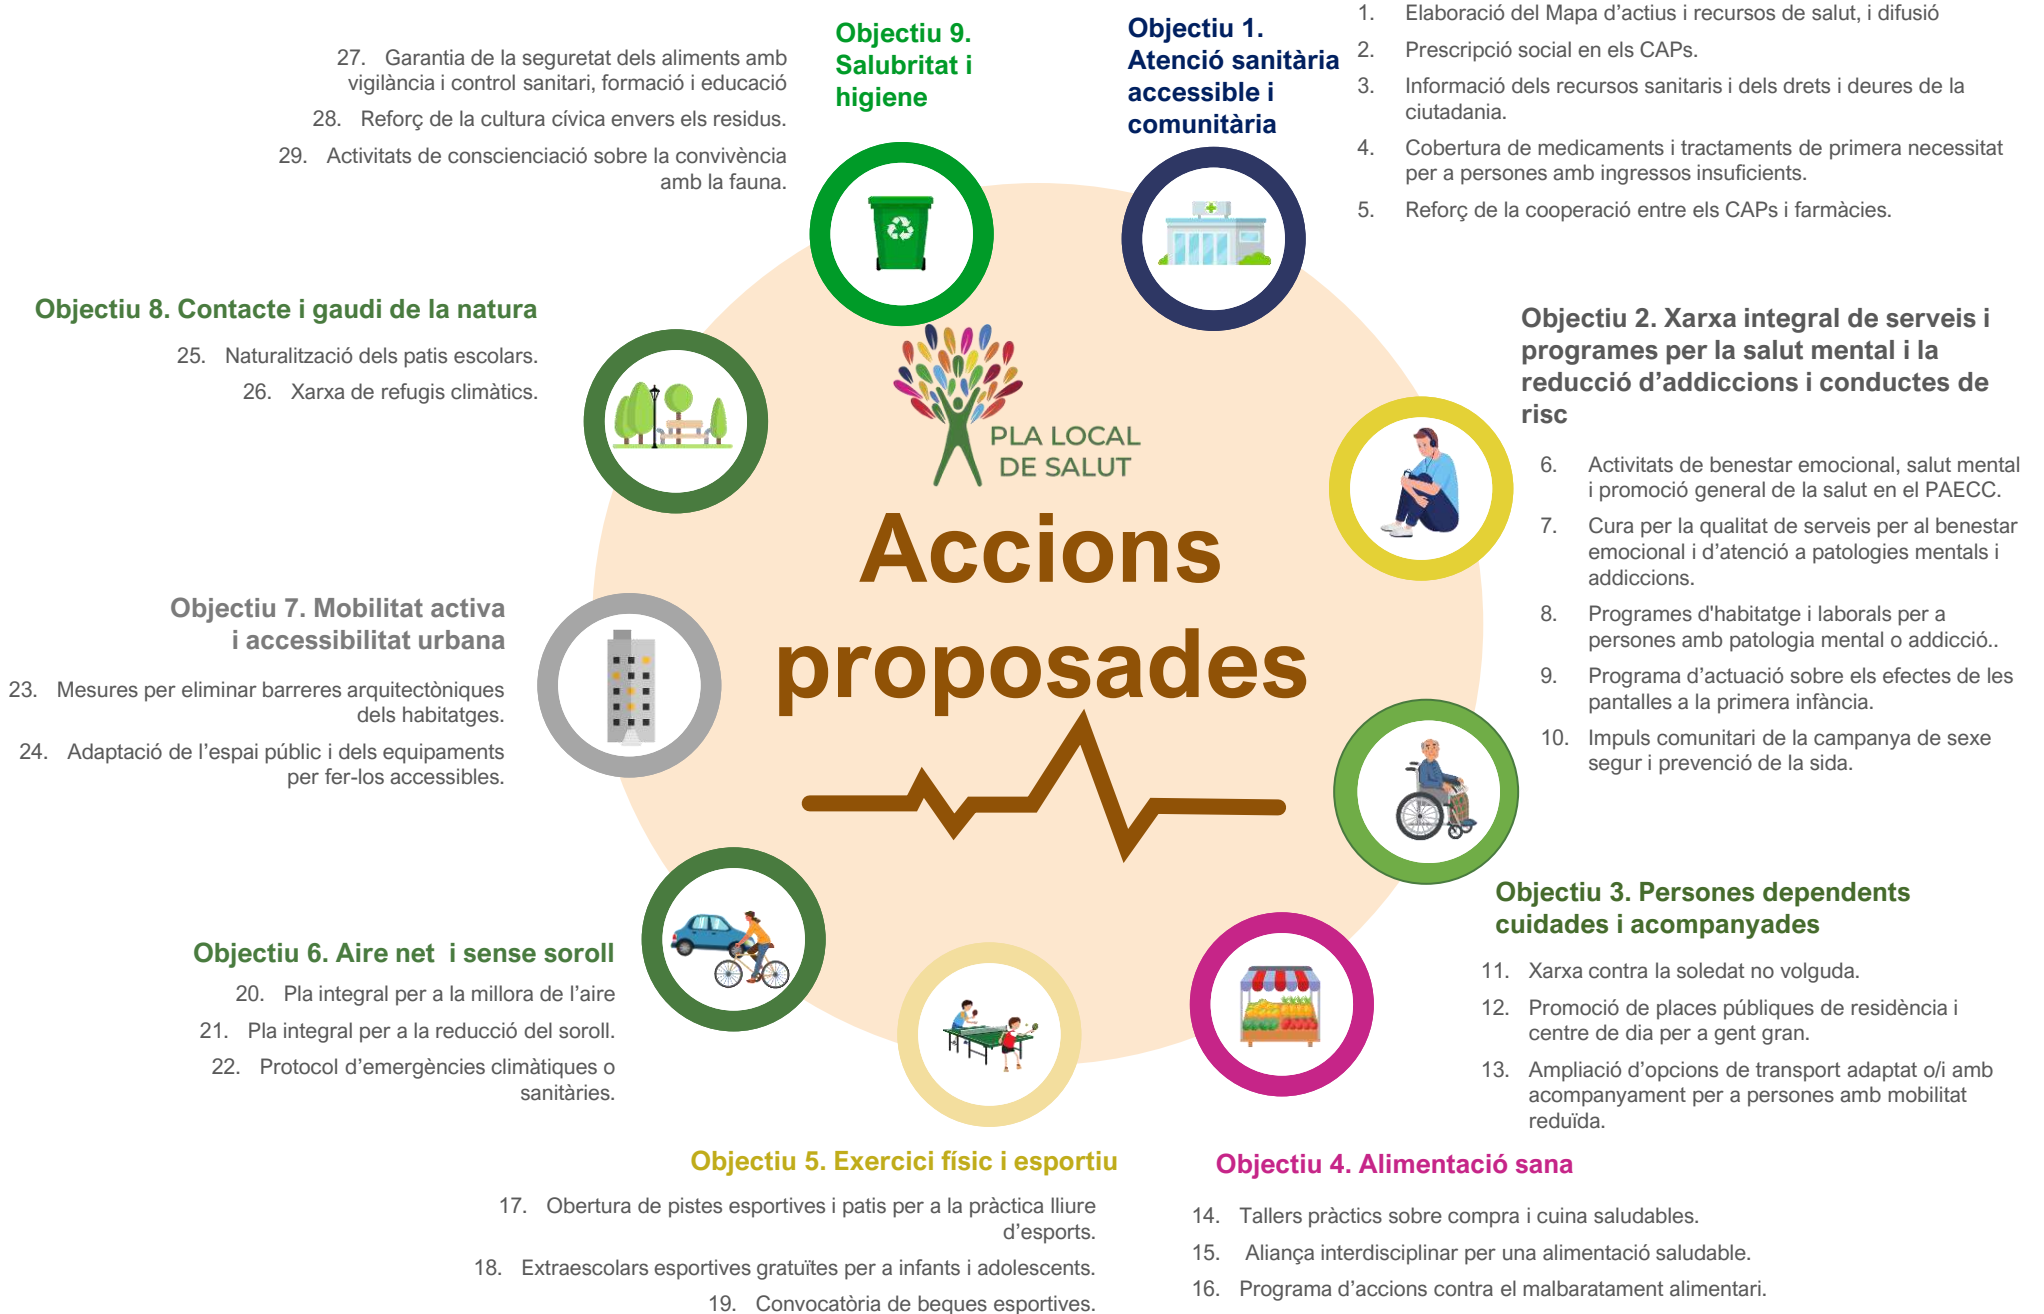 Objectiu 1.
Atenció sanitària
accessible i
comunitària
1. Elaboració del Mapa d’actius i recursos de salut, i difusió
2. Prescripció social en els CAPs.
3. Informació dels recursos sanitaris i dels drets i deures de la
ciutadania.
4. Cobertura de medicaments i tractaments de primera necessitat
per a persones amb ingressos insuficients.
5. Reforç de la cooperació entre els CAPs i farmàcies.
Objectiu 2. Xarxa integral de serveis i
programes per la salut mental i la
reducció d’addiccions i conductes de
risc
6. Activitats de benestar emocional, salut mental
i promoció general de la salut en el PAECC.
7. Cura per la qualitat de serveis per al benestar
emocional i d’atenció a patologies mentals i
addiccions.
8. Programes d'habitatge i laborals per a
persones amb patologia mental o addicció..
9. Programa d’actuació sobre els efectes de les
pantalles a la primera infància.
10. Impuls comunitari de la campanya de sexe
segur i prevenció de la sida.
Objectiu 3. Persones dependents
cuidades i acompanyades
11. Xarxa contra la soledat no volguda.
12. Promoció de places públiques de residència i
centre de dia per a gent gran.
13. Ampliació d’opcions de transport adaptat o/i amb
acompanyament per a persones amb mobilitat
reduïda.
Objectiu 4. Alimentació sana
14. Tallers pràctics sobre compra i cuina saludables.
15. Aliança interdisciplinar per una alimentació saludable.
16. Programa d’accions contra el malbaratament alimentari.
Objectiu 5. Exercici físic i esportiu
17. Obertura de pistes esportives i patis per a la pràctica lliure
d’esports.
18. Extraescolars esportives gratuïtes per a infants i adolescents.
19. Convocatòria de beques esportives.
Objectiu 6. Aire net i sense soroll
20. Pla integral per a la millora de l’aire
21. Pla integral per a la reducció del soroll.
22. Protocol d’emergències climàtiques o
sanitàries.
Objectiu 7. Mobilitat activa
i accessibilitat urbana
23. Mesures per eliminar barreres arquitectòniques
dels habitatges.
24. Adaptació de l’espai públic i dels equipaments
per fer-los accessibles.
Objectiu 8. Contacte i gaudi de la natura
25. Naturalització dels patis escolars.
26. Xarxa de refugis climàtics.
Objectiu 9.
Salubritat i
higiene
27. Garantia de la seguretat dels aliments amb
vigilància i control sanitari, formació i educació
28. Reforç de la cultura cívica envers els residus.
29. Activitats de conscienciació sobre la convivència
amb la fauna.
PLA LOCAL
DE SALUT
Accions
proposades